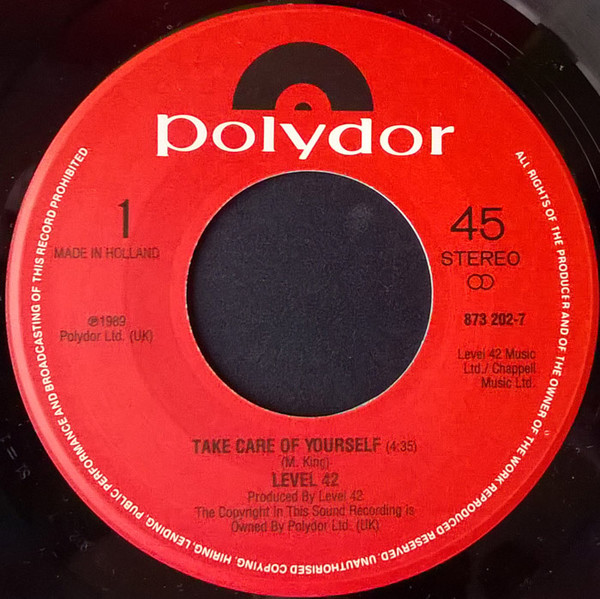 polydor
1
MADE IN HOLLAND
℗1989
Polydor Ltd. (UK)
45
STEREO
873 202-7
Level 42 Music
Ltd./ Chappell
Music Ltd.
TAKE CARE OF YOURSELF (4:35)
(M. King)
LEVEL 42
Produced By Level 42
The Copyright In This Sound Recording is
Owned By Polydor Ltd. (UK)
ALL RIGHTS OF THE PRODUCER AND OF THE OWNER OF THE WORK REPRODUCED RESERVED. UNAUTHORISED COPYING, HIRING, LENDING, PUBLIC PERFORMANCE AND BROADCASTING OF THIS RECORD PROHIBITED.